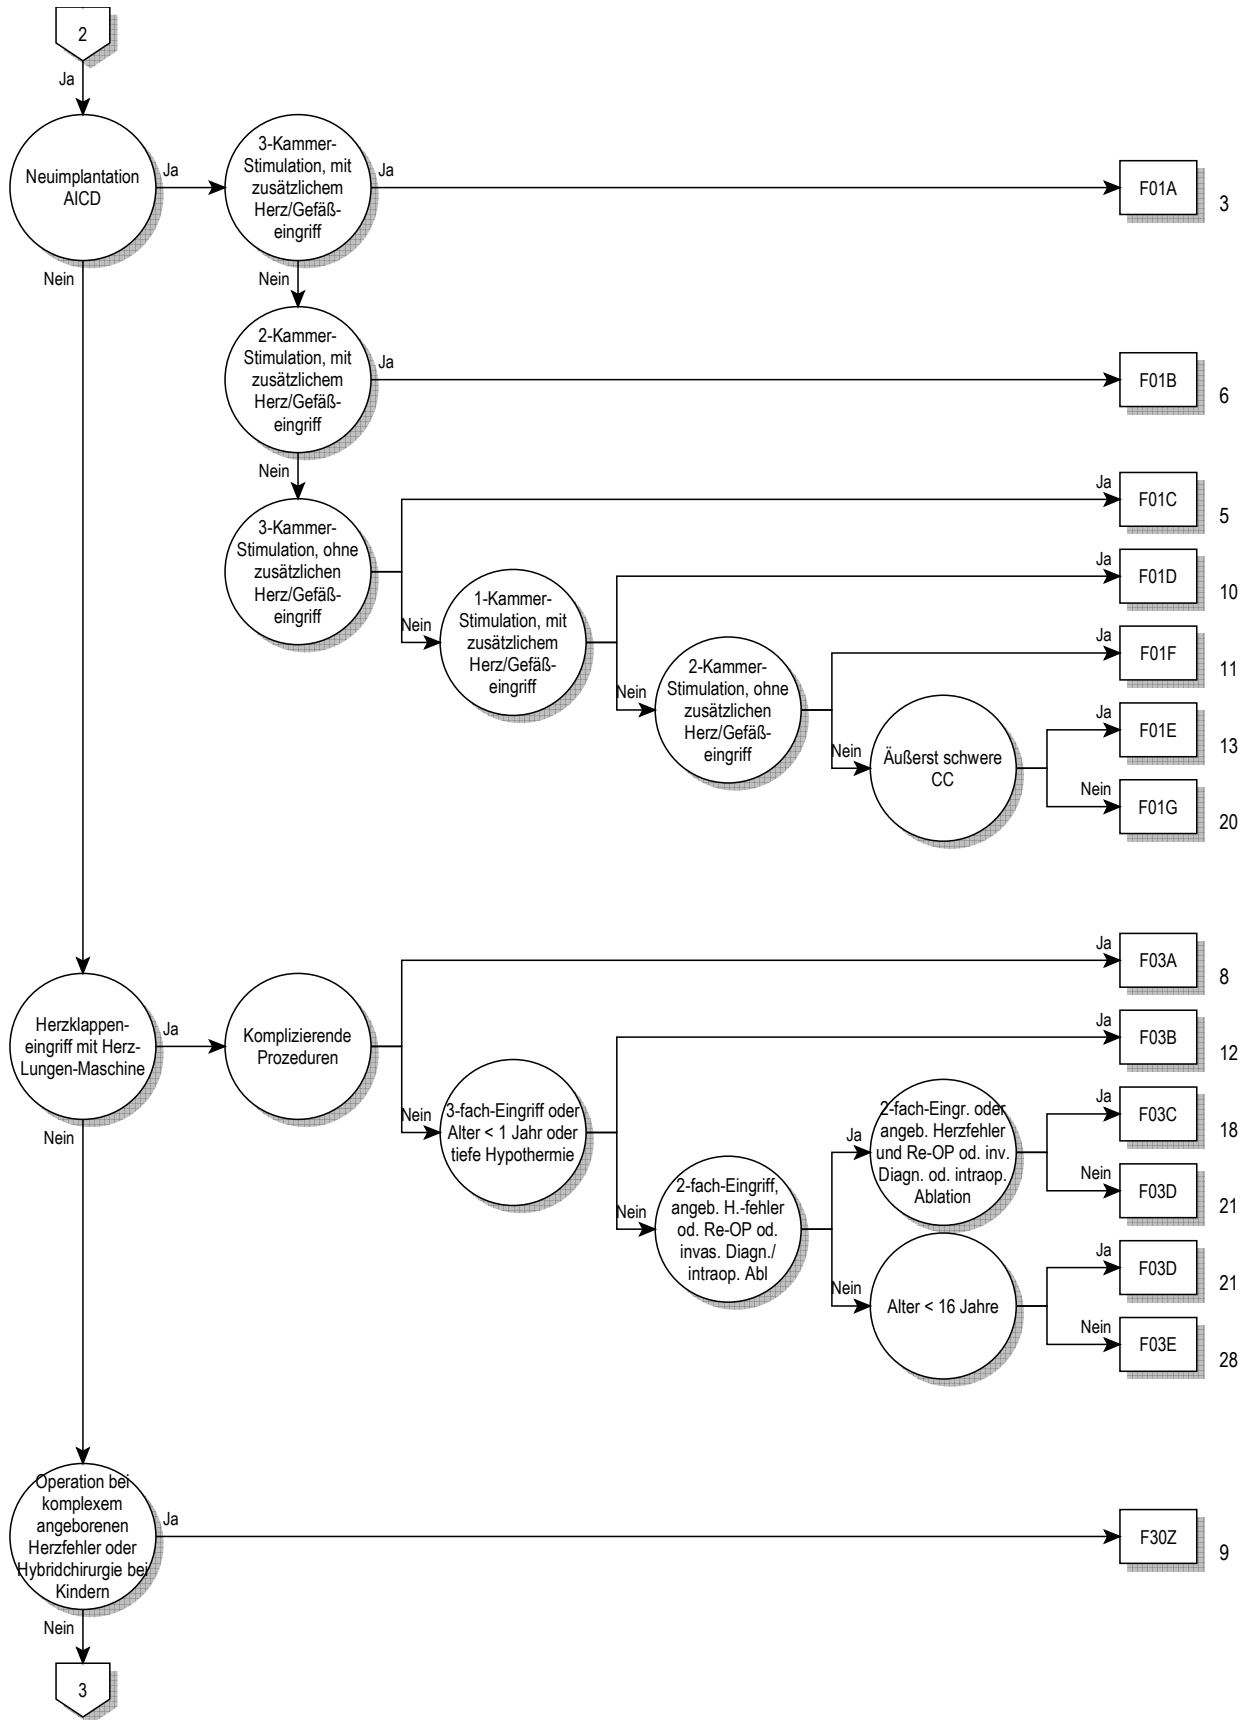 2
Ja
Neuimplantation
AICD
Ja
3-Kammer-
Stimulation, mit
zusätzlichem
Herz/Gefäß-
eingriff
Ja
F01A
3
Nein
Nein
2-Kammer-
Stimulation, mit
zusätzlichem
Herz/Gefäß-
eingriff
Ja
F01B
6
Nein
3-Kammer-
Stimulation, ohne
zusätzlichen
Herz/Gefäß-
eingriff
Ja
F01C
5
Nein
1-Kammer-
Stimulation, mit
zusätzlichem
Herz/Gefäß-
eingriff
Ja
F01D
10
Nein
2-Kammer-
Stimulation, ohne
zusätzlichen
Herz/Gefäß-
eingriff
Ja
F01F
11
Nein
Äußerst schwere
CC
Ja
F01E
13
Nein
F01G
20
Herzklappen-
eingriff mit Herz-
Lungen-Maschine
Ja
Komplizierende
Prozeduren
Ja
F03A
8
Nein
3-fach-Eingriff oder
Alter < 1 Jahr oder
tiefe Hypothermie
Ja
F03B
12
Nein
2-fach-Eingriff,
angeb. H.-fehler
od. Re-OP od.
invas. Diagn./
intraop. Abl
Ja
2-fach-Eingr. oder
angeb. Herzfehler
und Re-OP od. inv.
Diagn. od. intraop.
Ablation
Ja
F03C
18
Nein
F03D
21
Nein
Alter < 16 Jahre
Ja
F03D
21
Nein
F03E
28
Nein
Operation bei
komplexem
angeborenen
Herzfehler oder
Hybridchirurgie bei
Kindern
Ja
F30Z
9
Nein
3